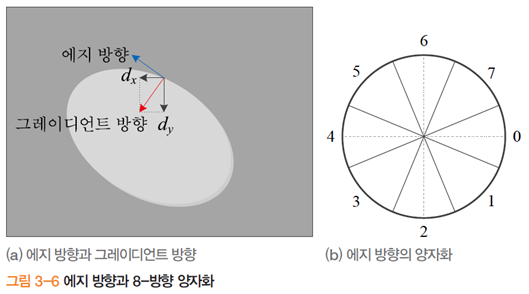 에지 방향
dx
그레이디언트 방향
dy
6
5
7
4
0
3
1
2
(a) 에지 방향과 그레이디언트 방향
(b) 에지 방향의 양자화
그림 3-6 에지 방향과 8-방향 양자화